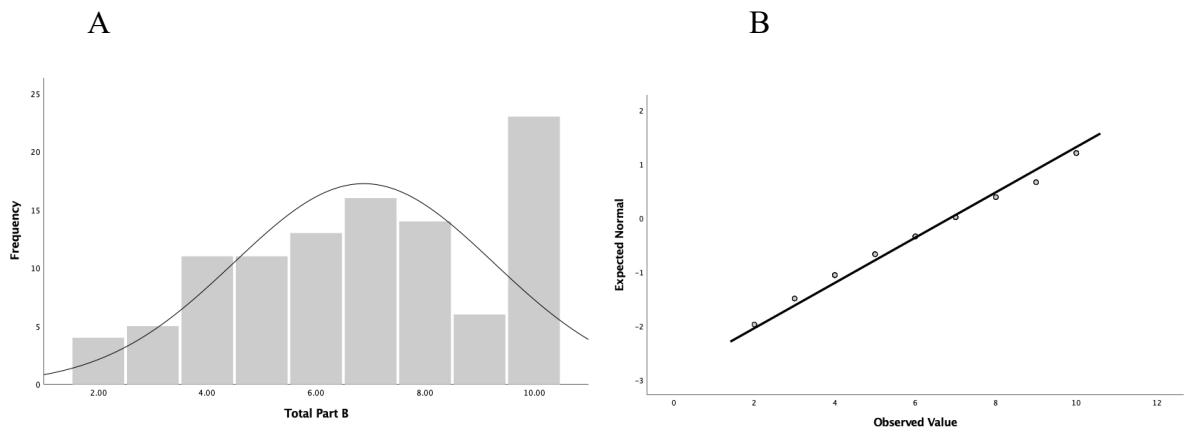 A
B
Frequency
25
20
15
10
5
0
2.00 4.00 6.00 8.00 10.00
Total Part B
Expected Normal
2
1
0
-1
-2
-3
0 2 4 6 8 10 12
Observed Value